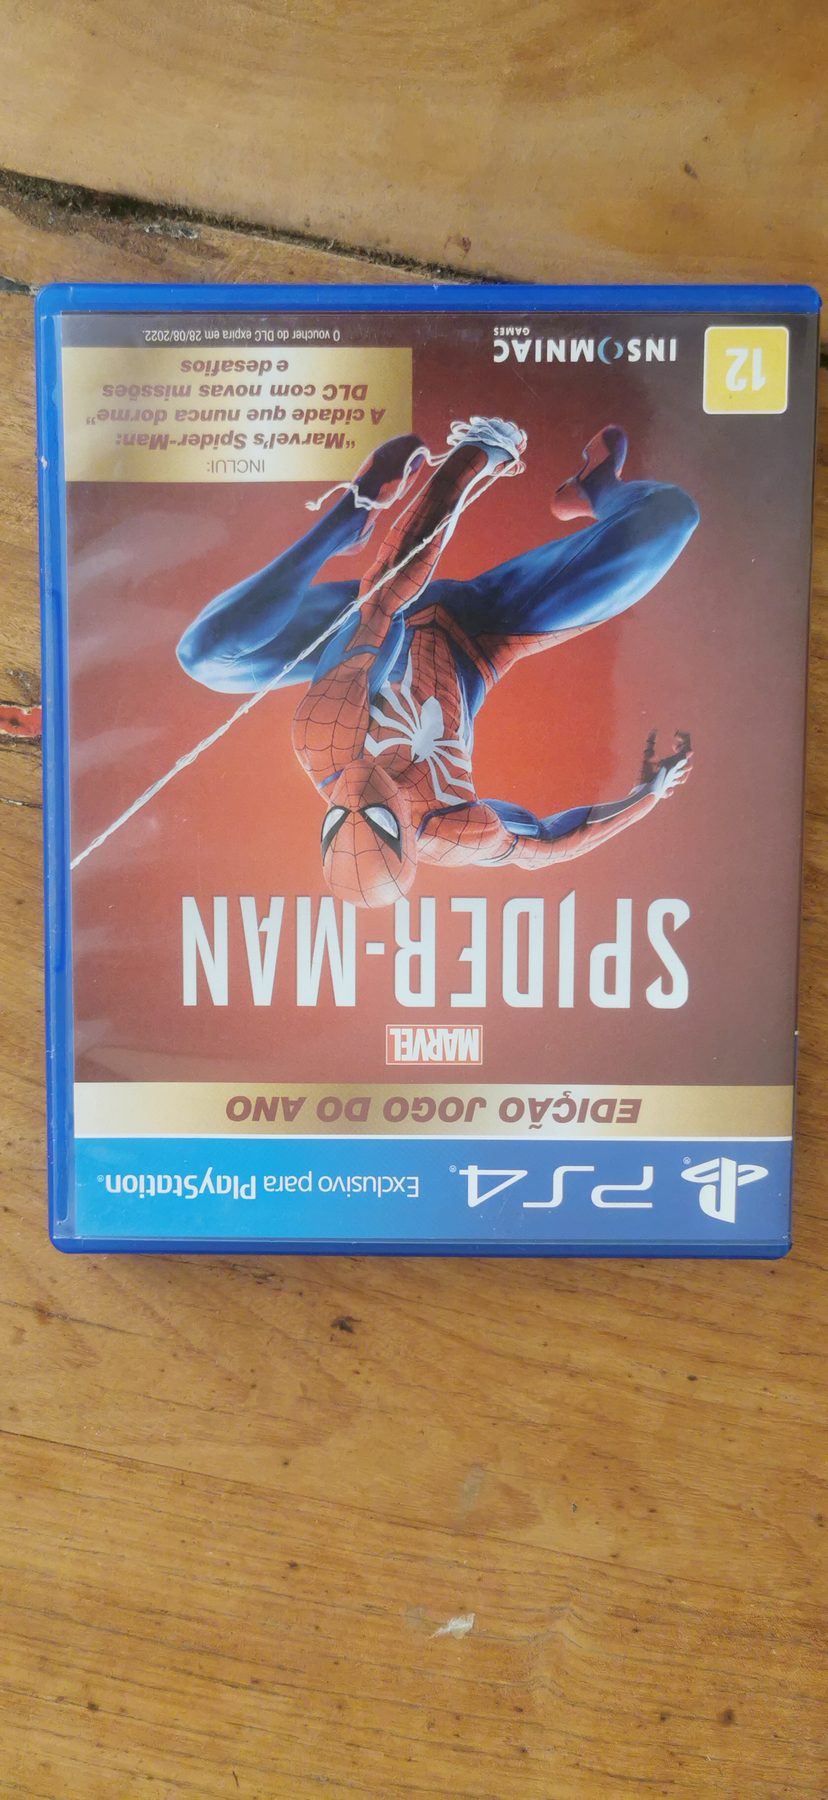 PS4® Exclusivo para PlayStation®
EDIÇÃO JOGO DO ANO
MARVEL
SPIDER-MAN
INCLUI:
“Marvel's Spider-Man:
A cidade que nunca dorme”
DLC com novas missões
e desafios
12
INSOMNIAC
GAMES
O voucher do DLC expira em 28/08/2022.